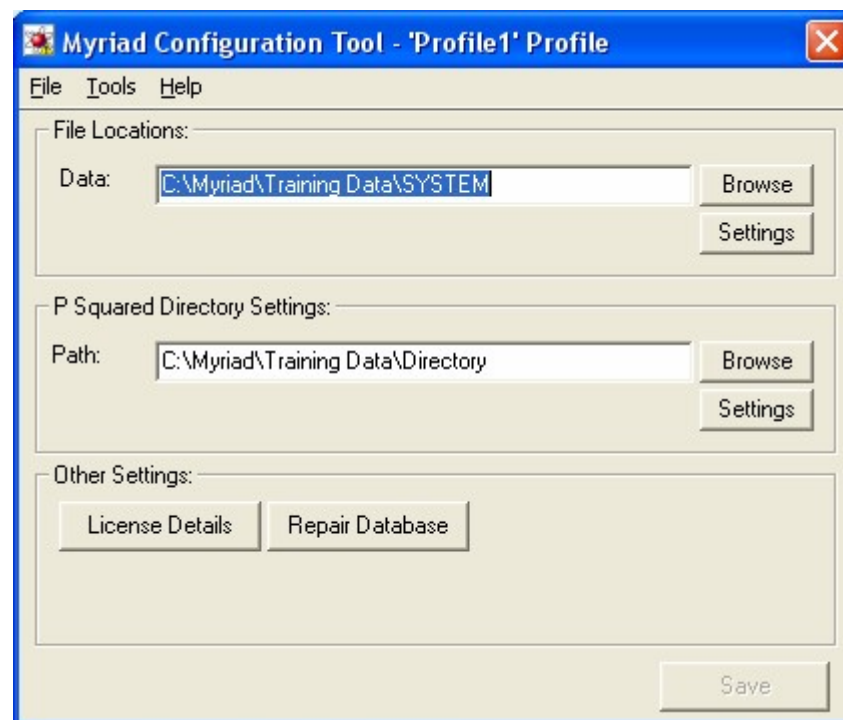 Myriad Configuration Tool - 'Profile1' Profile
File Tools Help
File Locations:
Data: C:\Myriad\Training Data\SYSTEM Browse
Settings
P Squared Directory Settings:
Path: C:\Myriad\Training Data\Directory Browse
Settings
Other Settings:
License Details Repair Database
Save